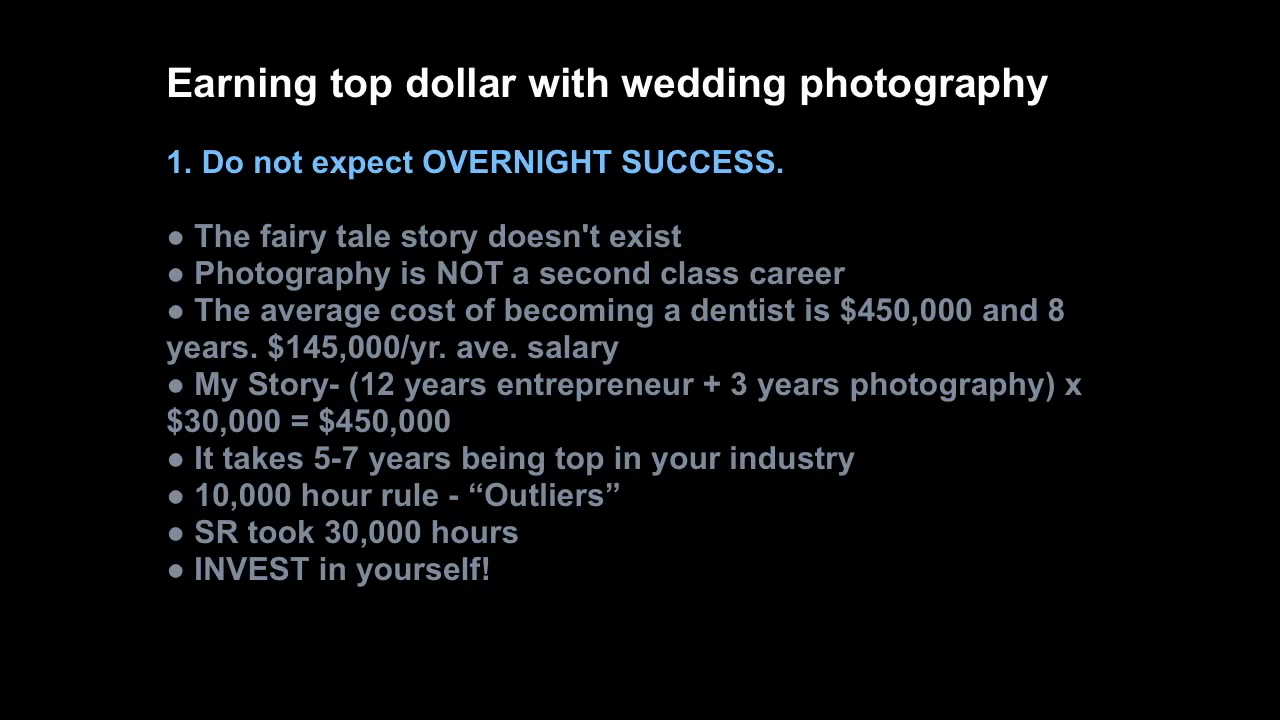 Earning top dollar with wedding photography
1. Do not expect OVERNIGHT SUCCESS.
● The fairy tale story doesn't exist
● Photography is NOT a second class career
● The average cost of becoming a dentist is $450,000 and 8
years. $145,000/yr. ave. salary
● My Story- (12 years entrepreneur + 3 years photography) x
$30,000 = $450,000
● It takes 5-7 years being top in your industry
● 10,000 hour rule - “Outliers”
● SR took 30,000 hours
● INVEST in yourself!